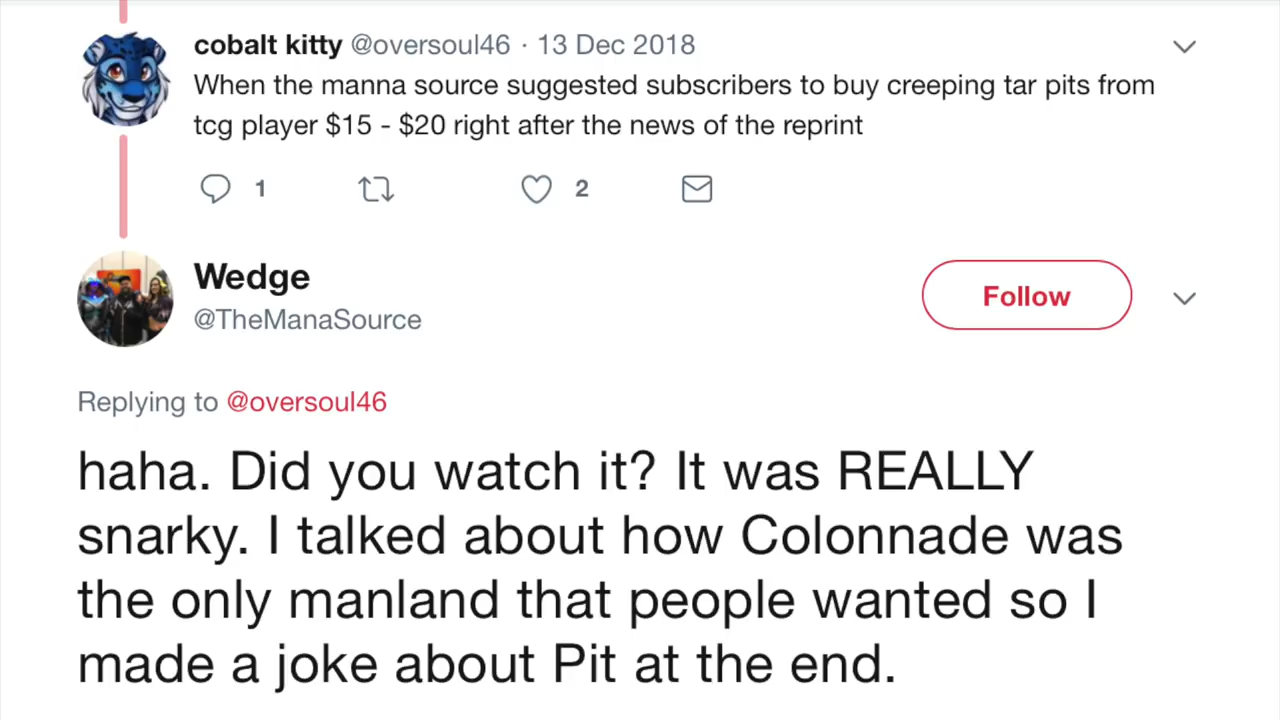 cobalt kitty @oversoul46 · 13 Dec 2018
When the manna source suggested subscribers to buy creeping tar pits from
tcg player $15 - $20 right after the news of the reprint
1 2
Wedge
@TheManaSource
Follow
Replying to @oversoul46
haha. Did you watch it? It was REALLY
snarky. I talked about how Colonnade was
the only manland that people wanted so I
made a joke about Pit at the end.